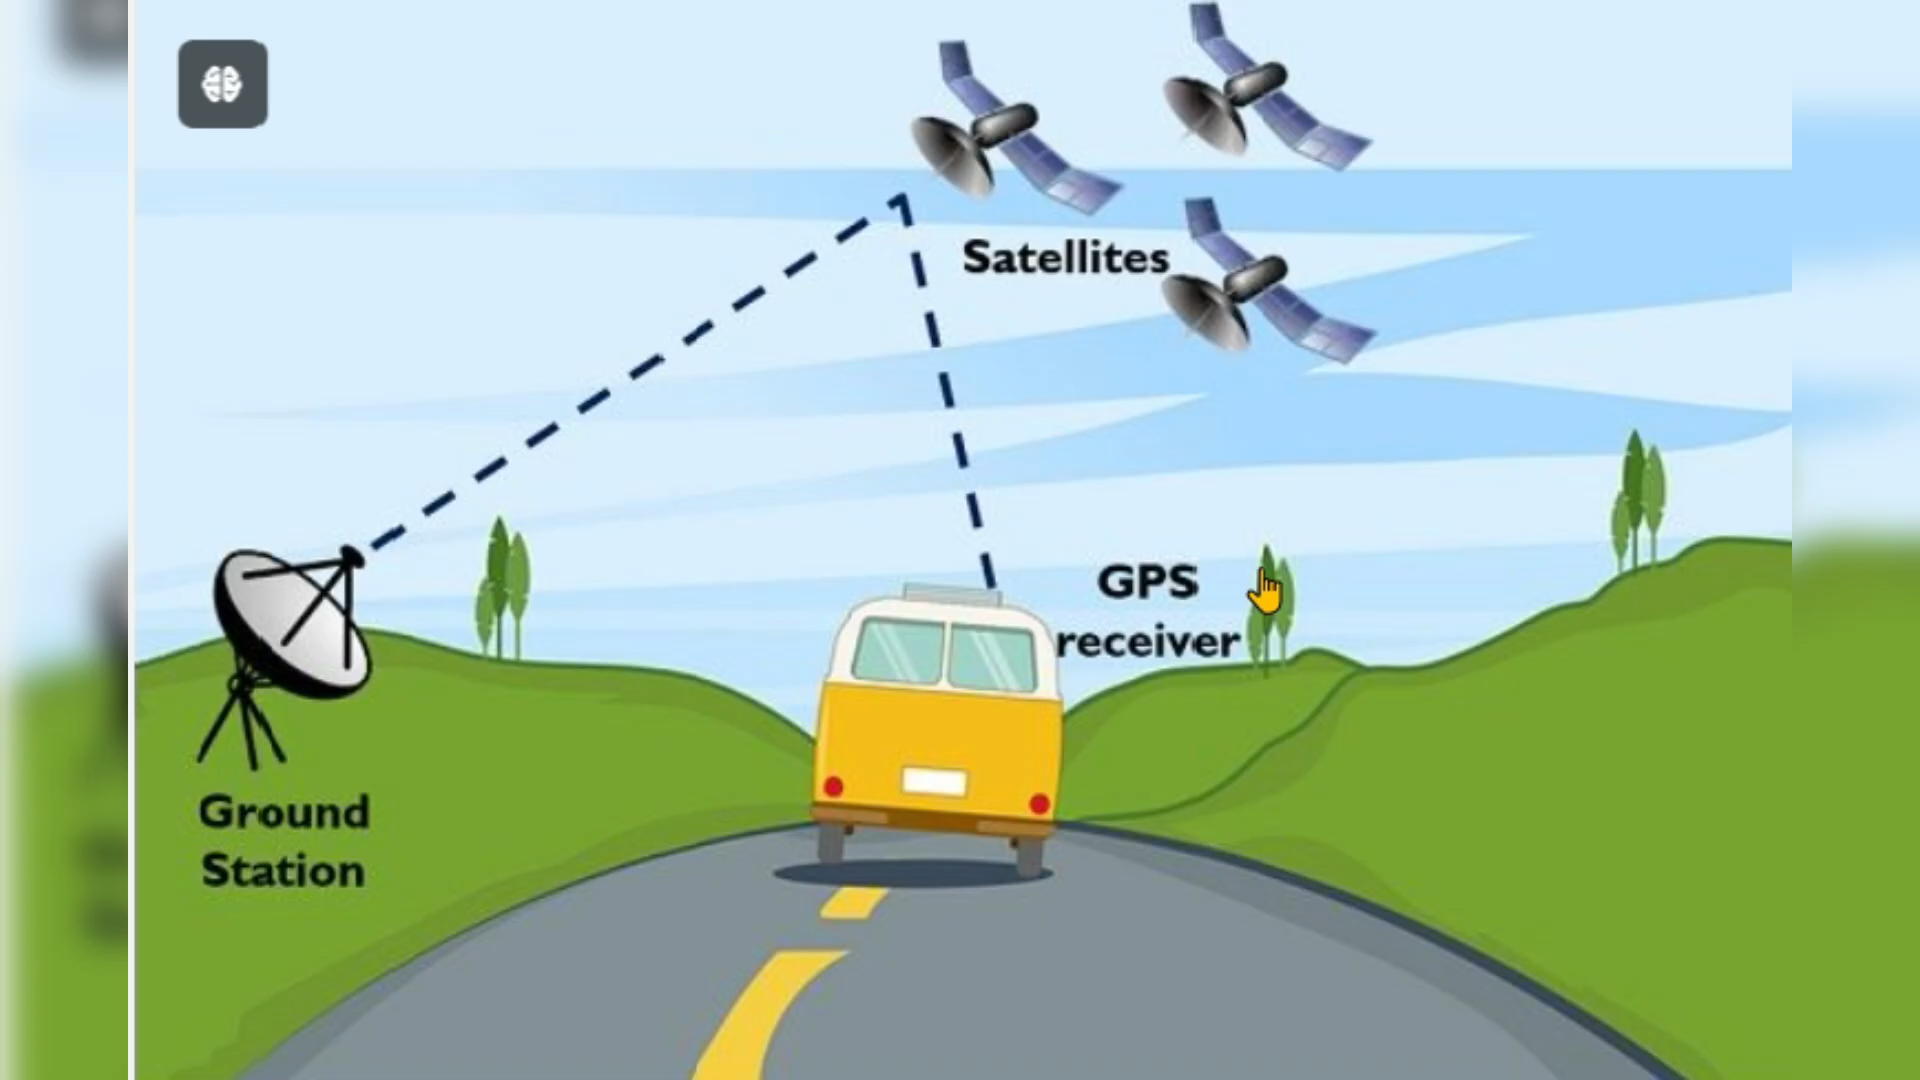 Satellites
GPS
receiver
Ground
Station